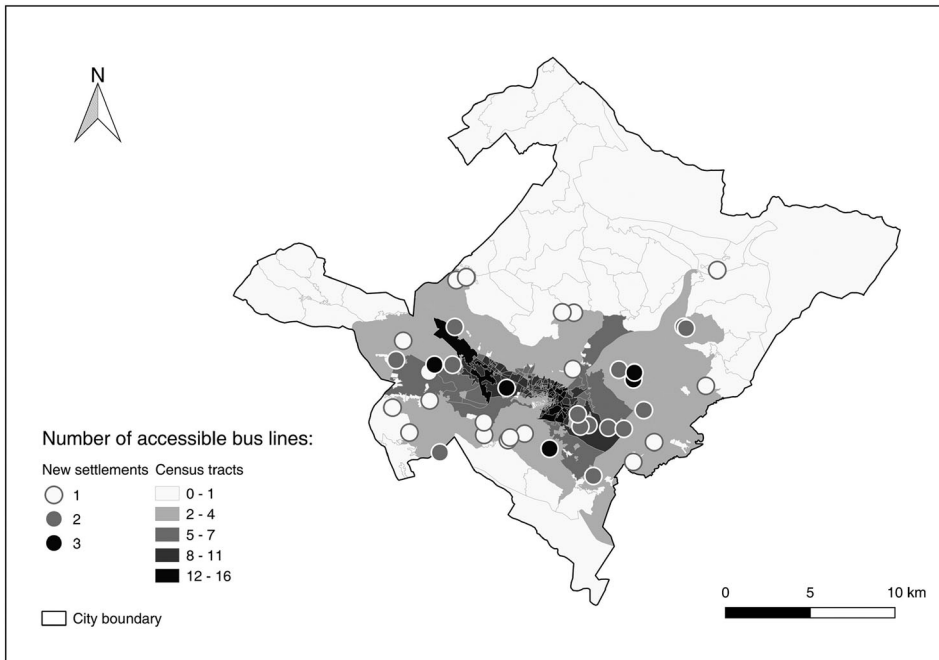 N
Number of accessible bus lines:
New settlements Census tracts
1
2
3
0 - 1
2 - 4
5 - 7
8 - 11
12 - 16
City boundary
0 5 10 km